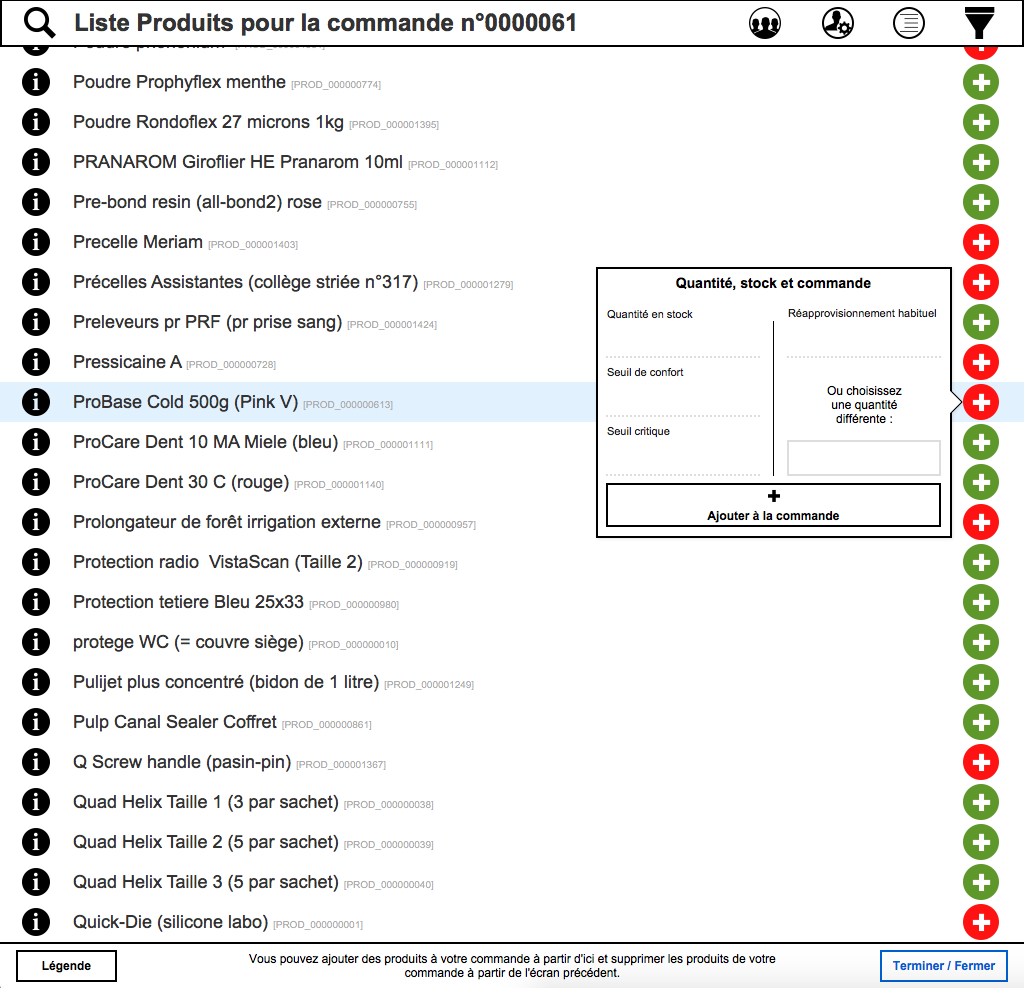 Liste Produits pour la commande n°0000061
Poudre Prophyflex menthe [PROD_000000774]
Poudre Rondoflex 27 microns 1kg [PROD_000001395]
PRANAROM Giroflier HE Pranarom 10ml [PROD_000001112]
Pre-bond resin (all-bond2) rose [PROD_000000755]
Precelle Meriam [PROD_000001403]
Précelles Assistantes (collège striée n°317) [PROD_000001279]
Preleveurs pr PRF (pr prise sang) [PROD_000001424]
Pressicaine A [PROD_000000728]
ProBase Cold 500g (Pink V) [PROD_000000613]
ProCare Dent 10 MA Miele (bleu) [PROD_000001111]
ProCare Dent 30 C (rouge) [PROD_000001140]
Prolongateur de forêt irrigation externe [PROD_000000957]
Protection radio  VistaScan (Taille 2) [PROD_000000919]
Protection tetiere Bleu 25x33 [PROD_000000980]
protege WC (= couvre siège) [PROD_000000010]
Pulijet plus concentré (bidon de 1 litre) [PROD_000001249]
Pulp Canal Sealer Coffret [PROD_000000861]
Q Screw handle (pasin-pin) [PROD_000001367]
Quad Helix Taille 1 (3 par sachet) [PROD_000000038]
Quad Helix Taille 2 (5 par sachet) [PROD_000000039]
Quad Helix Taille 3 (5 par sachet) [PROD_000000040]
Quick-Die (silicone labo) [PROD_000000001]
Quantité, stock et commande
Quantité en stock
Seuil de confort
Seuil critique
Réapprovisionnement habituel
Ou choisissez
une quantité
différente :
Ajouter à la commande
Légende
Vous pouvez ajouter des produits à votre commande à partir d'ici et supprimer les produits de votre
commande à partir de l'écran précédent.
Terminer / Fermer